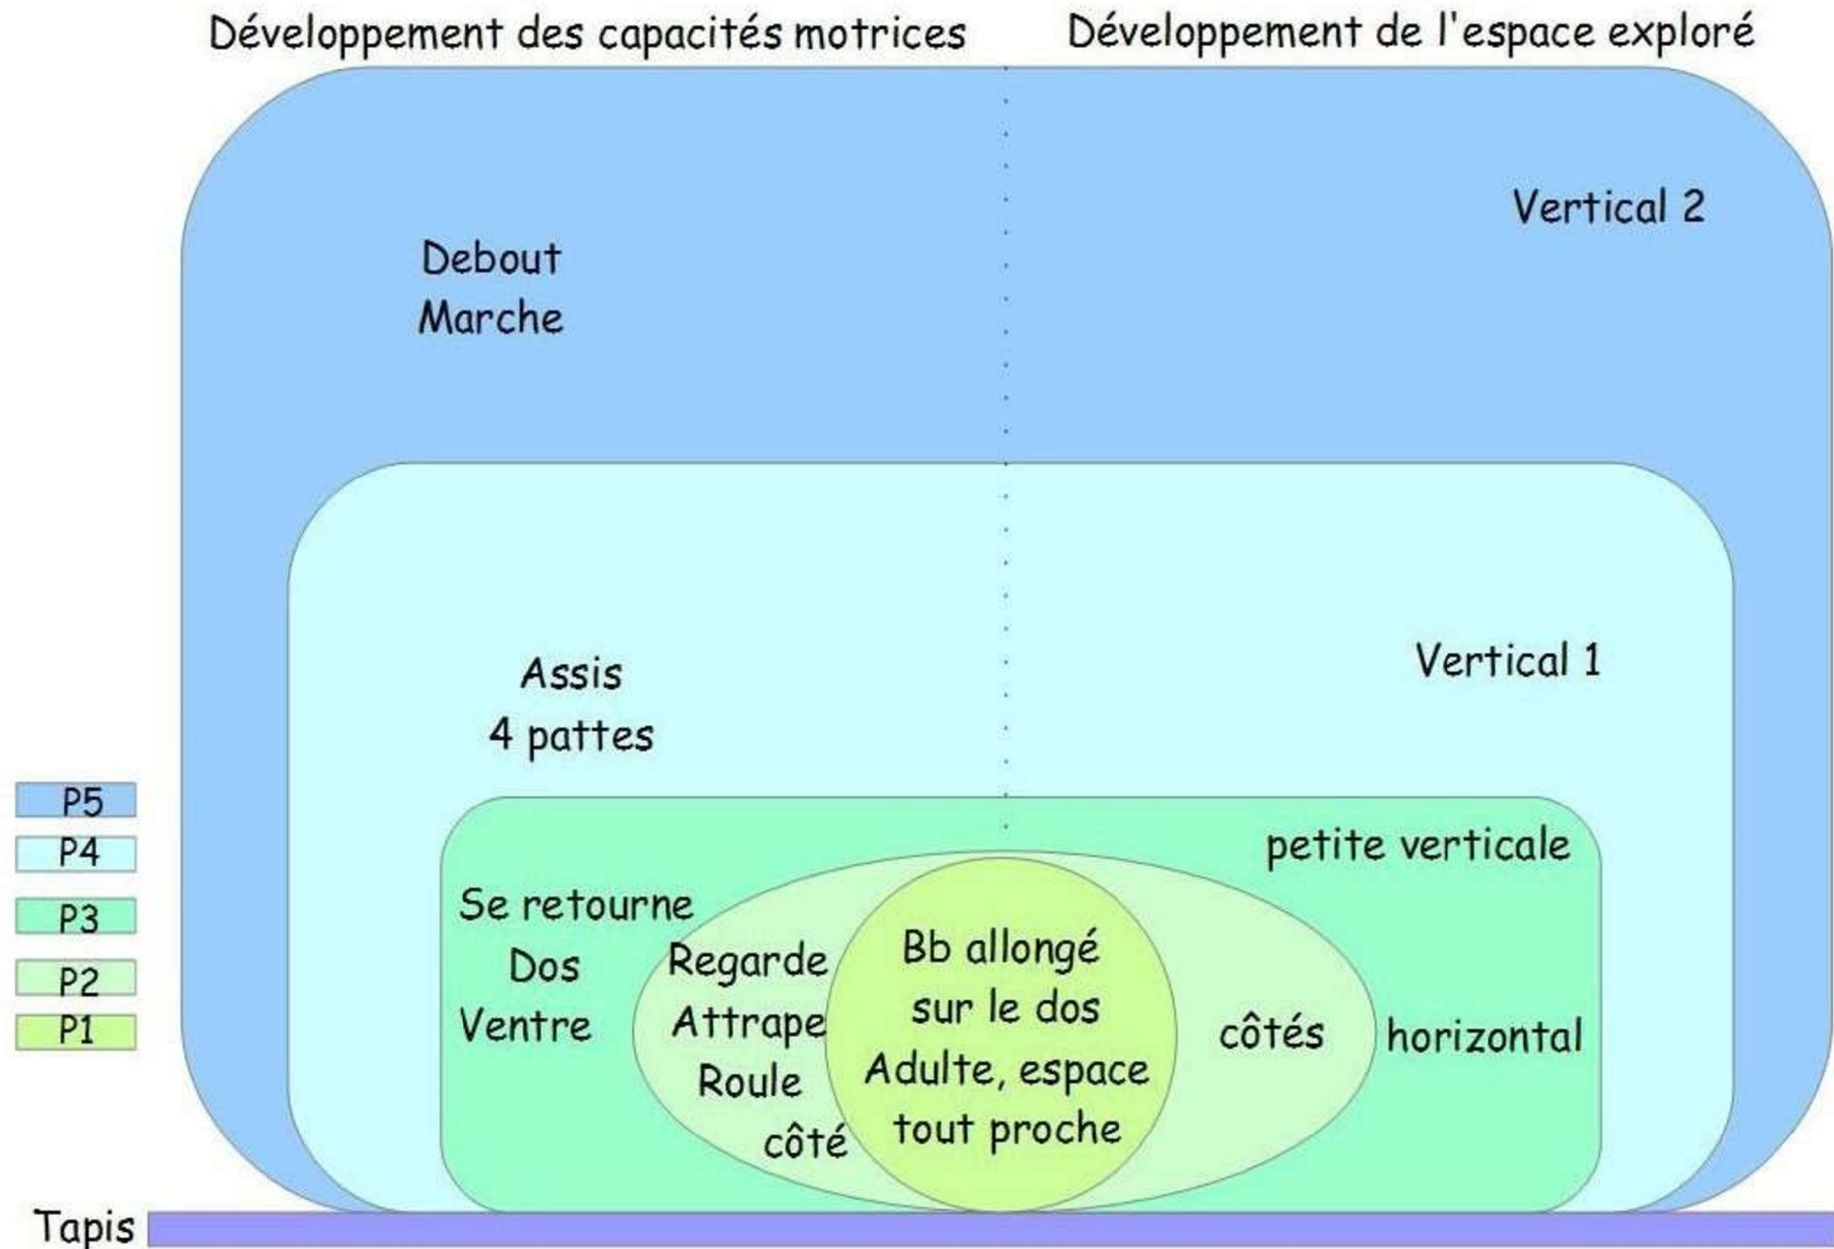 Développement des capacités motrices
Développement de l'espace exploré
Vertical 2
Debout
Marche
Vertical 1
Assis
4 pattes
P5
P4
P3
P2
P1
petite verticale
Se retourne
Dos
Ventre
Regarde
Attrape
Roule
côté
Bb allongé
sur le dos
Adulte, espace
tout proche
côtés
horizontal
Tapis